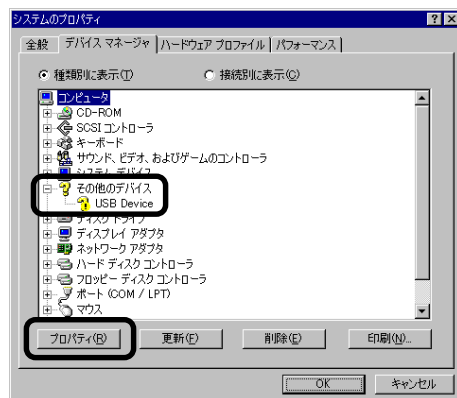 システムのプロパティ
全般 デバイス マネージャ ハードウェア プロファイル パフォーマンス
種類別に表示(T) 接続別に表示(C)
コンピュータ
CD-ROM
SCSI コントローラ
キーボード
サウンド、ビデオ、およびゲームのコントローラ
システム デバイス
その他のデバイス
USB Device
ディスク ドライブ
ディスプレイ アダプタ
ネットワーク アダプタ
ハード ディスク コントローラ
フロッピー ディスク コントローラ
ポート (COM / LPT)
マウス
プロパティ(R) 更新(F) 削除(E) 印刷(N)...
OK キャンセル